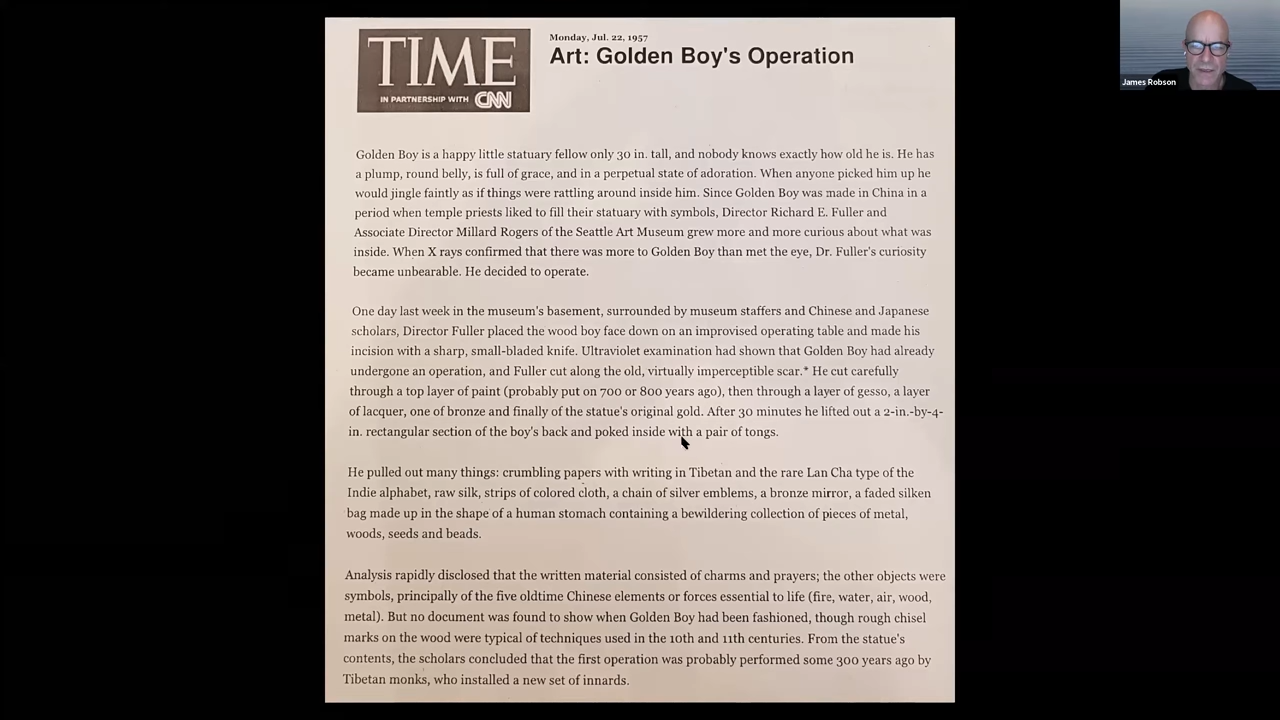 TIME
IN PARTNERSHIP WITH CNN
Monday, Jul. 22, 1957
Art: Golden Boy's Operation
Golden Boy is a happy little statuary fellow only 30 in. tall, and nobody knows exactly how old he is. He has
a plump, round belly, is full of grace, and in a perpetual state of adoration. When anyone picked him up he
would jingle faintly as if things were rattling around inside him. Since Golden Boy was made in China in a
period when temple priests liked to fill their statuary with symbols, Director Richard E. Fuller and
Associate Director Millard Rogers of the Seattle Art Museum grew more and more curious about what was
inside. When X rays confirmed that there was more to Golden Boy than met the eye, Dr. Fuller's curiosity
became unbearable. He decided to operate.
One day last week in the museum's basement, surrounded by museum staffers and Chinese and Japanese
scholars, Director Fuller placed the wood boy face down on an improvised operating table and made his
incision with a sharp, small-bladed knife. Ultraviolet examination had shown that Golden Boy had already
undergone an operation, and Fuller cut along the old, virtually imperceptible scar.* He cut carefully
through a top layer of paint (probably put on 700 or 800 years ago), then through a layer of gesso, a layer
of lacquer, one of bronze and finally of the statue's original gold. After 30 minutes he lifted out a 2-in.-by-4-
in. rectangular section of the boy's back and poked inside with a pair of tongs.
He pulled out many things: crumbling papers with writing in Tibetan and the rare Lan Cha type of the
Indie alphabet, raw silk, strips of colored cloth, a chain of silver emblems, a bronze mirror, a faded silken
bag made up in the shape of a human stomach containing a bewildering collection of pieces of metal,
woods, seeds and beads.
Analysis rapidly disclosed that the written material consisted of charms and prayers; the other objects were
symbols, principally of the five oldtime Chinese elements or forces essential to life (fire, water, air, wood,
metal). But no document was found to show when Golden Boy had been fashioned, though rough chisel
marks on the wood were typical of techniques used in the 10th and 11th centuries. From the statue's
contents, the scholars concluded that the first operation was probably performed some 300 years ago by
Tibetan monks, who installed a new set of innards.
James Robson